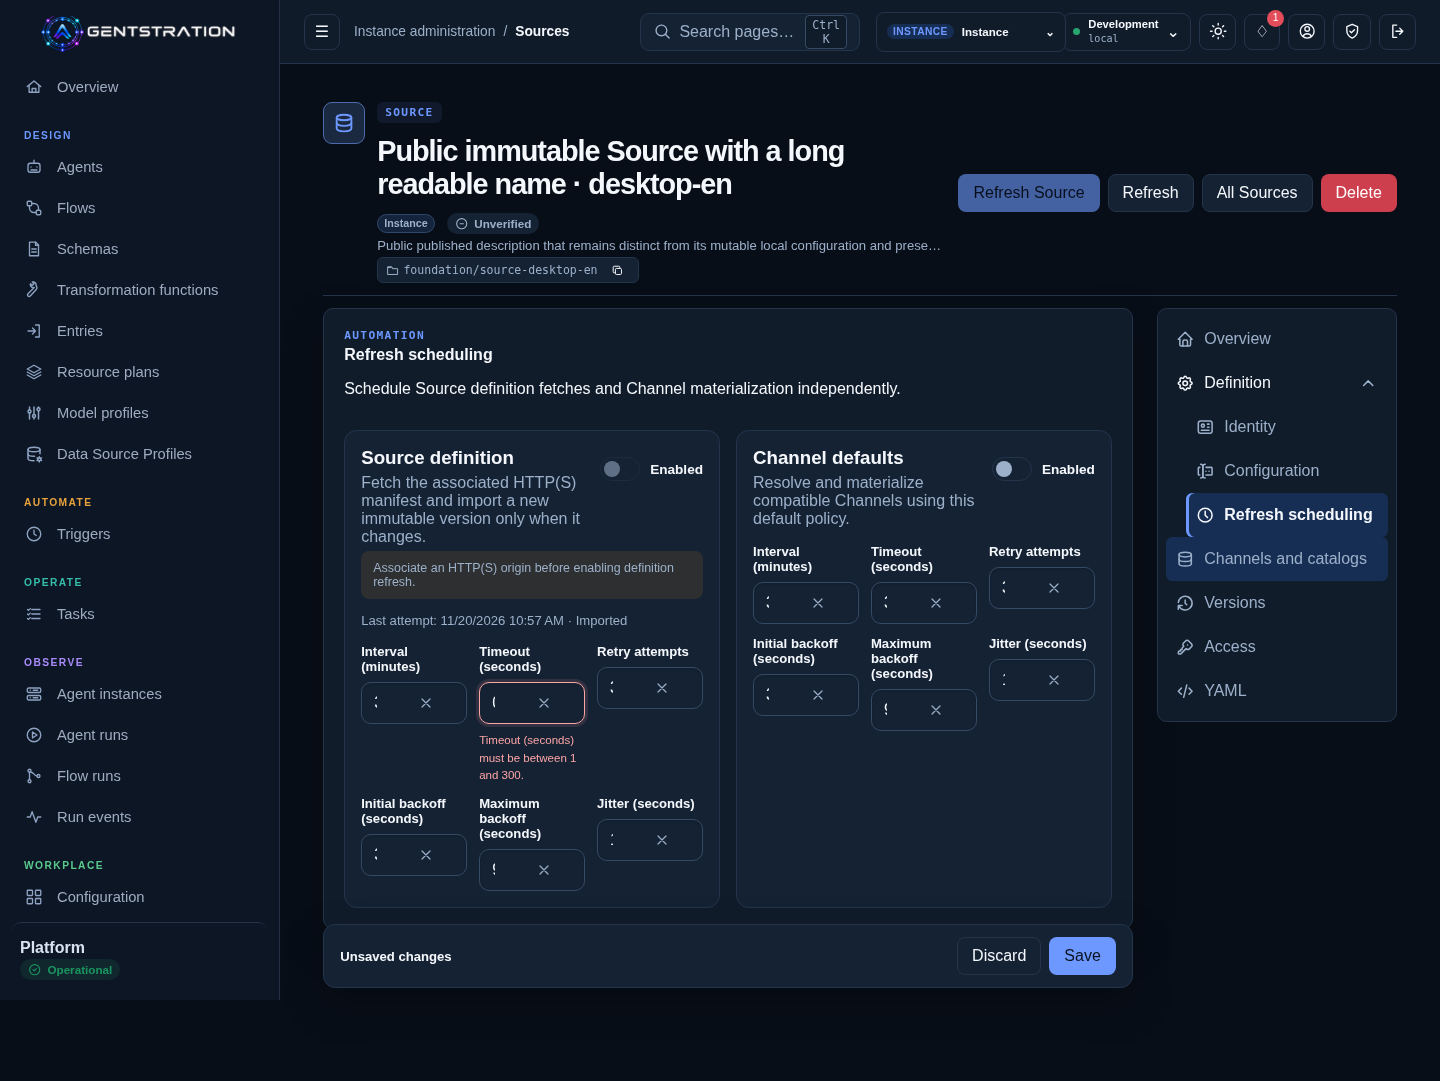 GENTSTRATION
☰
Instance administration / Sources
Search pages…
Ctrl K
INSTANCE Instance
Development
local
1
Overview
DESIGN
Agents
Flows
Schemas
Transformation functions
Entries
Resource plans
Model profiles
Data Source Profiles
AUTOMATE
Triggers
OPERATE
Tasks
OBSERVE
Agent instances
Agent runs
Flow runs
Run events
WORKPLACE
Configuration
Platform
Operational
SOURCE
Public immutable Source with a long
readable name · desktop-en
Instance Unverified
Public published description that remains distinct from its mutable local configuration and prese…
foundation/source-desktop-en
Refresh Source Refresh All Sources Delete
AUTOMATION
Refresh scheduling
Schedule Source definition fetches and Channel materialization independently.
Source definition
Enabled
Fetch the associated HTTP(S)
manifest and import a new
immutable version only when it
changes.
Associate an HTTP(S) origin before enabling definition
refresh.
Last attempt: 11/20/2026 10:57 AM · Imported
Interval
(minutes)
Timeout
(seconds)
Retry attempts
Timeout (seconds)
must be between 1
and 300.
Initial backoff
(seconds)
Maximum
backoff
(seconds)
Jitter (seconds)
Channel defaults
Enabled
Resolve and materialize
compatible Channels using this
default policy.
Interval
(minutes)
Timeout
(seconds)
Retry attempts
Initial backoff
(seconds)
Maximum
backoff
(seconds)
Jitter (seconds)
Unsaved changes
Discard Save
Overview
Definition
Identity
Configuration
Refresh scheduling
Channels and catalogs
Versions
Access
YAML